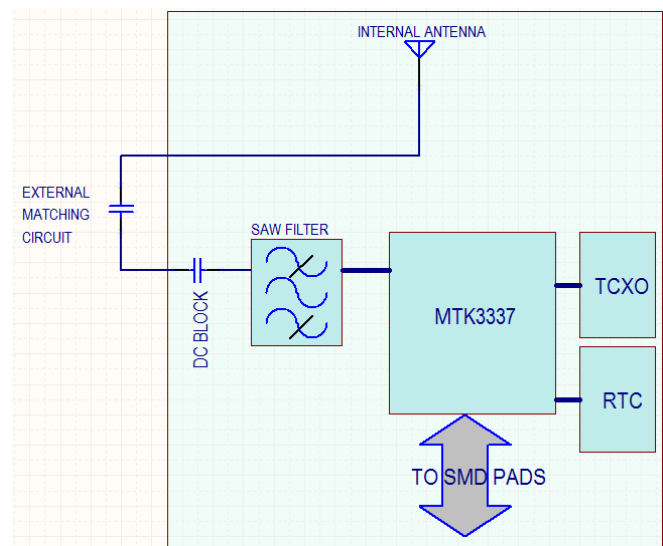 INTERNAL ANTENNA
EXTERNAL
MATCHING
CIRCUIT
SAW FILTER
DC BLOCK
MTK3337
TCXO
RTC
TO SMD PADS